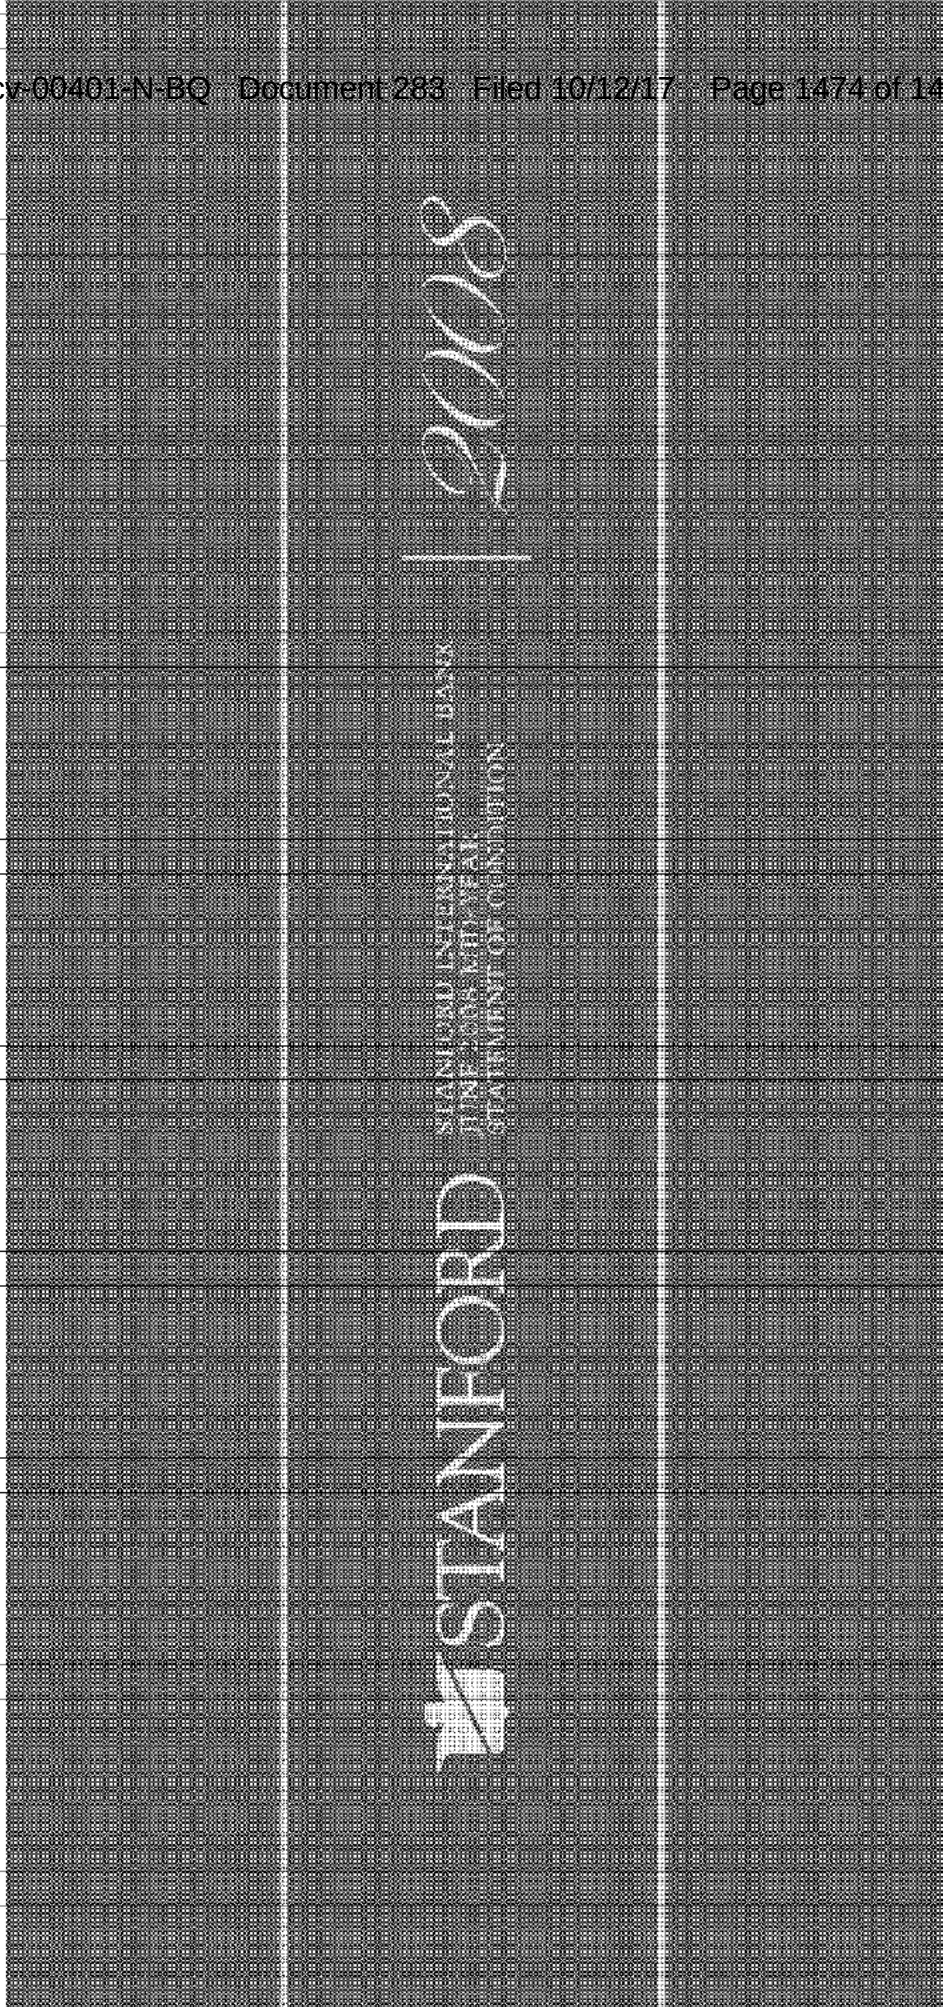 cv-00401-N-BQ Document 283 Filed 10/12/17 Page 1474 of 14
STANFORD
STANFORD INTERNATIONAL BANK
JUNE 2008 MID YEAR
STATEMENT OF CONDITION
2008